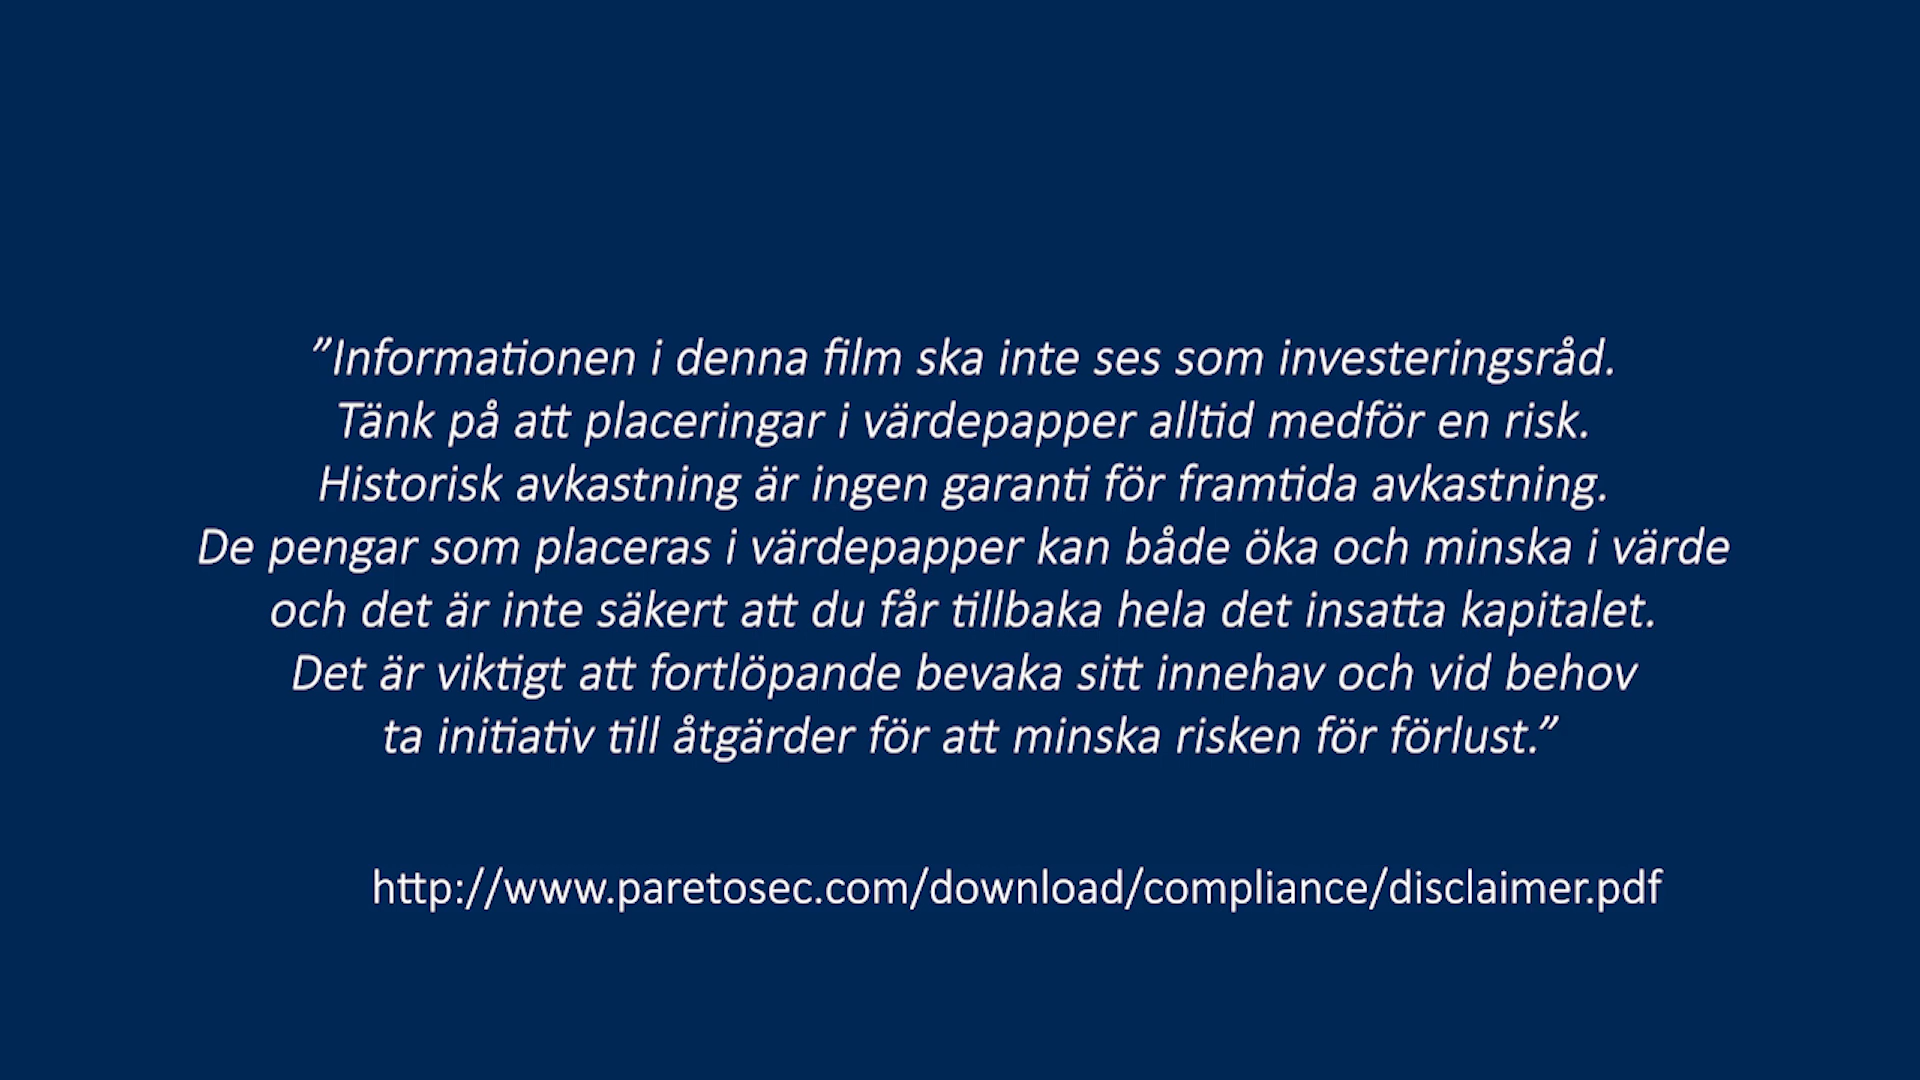 ”Informationen i denna film ska inte ses som investeringsråd.
Tänk på att placeringar i värdepapper alltid medför en risk.
Historisk avkastning är ingen garanti för framtida avkastning.
De pengar som placeras i värdepapper kan både öka och minska i värde
och det är inte säkert att du får tillbaka hela det insatta kapitalet.
Det är viktigt att fortlöpande bevaka sitt innehav och vid behov
ta initiativ till åtgärder för att minska risken för förlust.”
http://www.paretosec.com/download/compliance/disclaimer.pdf